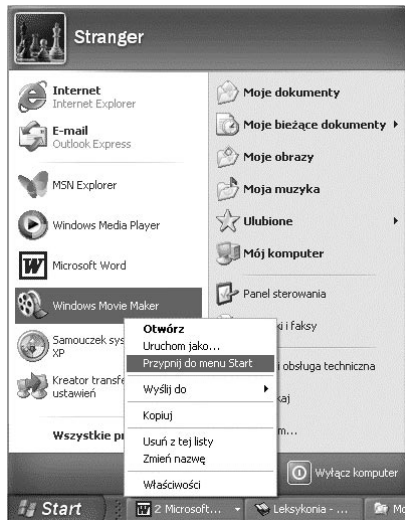 Stranger
Internet
Internet Explorer
E-mail
Outlook Express
MSN Explorer
Windows Media Player
Microsoft Word
Windows Movie Maker
Samouczek sys
XP
Kreator transfe
ustawień
Wszystkie pr
Moje dokumenty
Moje bieżące dokumenty
Moje obrazy
Moja muzyka
Ulubione
Mój komputer
Panel sterowania
ki i faksy
i obsługa techniczna
kaj
m...
Otwórz
Uruchom jako...
Przypnij do menu Start
Wyślij do
Kopiuj
Usuń z tej listy
Zmień nazwę
Właściwości
Wyłącz komputer
Start
2 Microsoft...
Leksykonia - ...
Mo